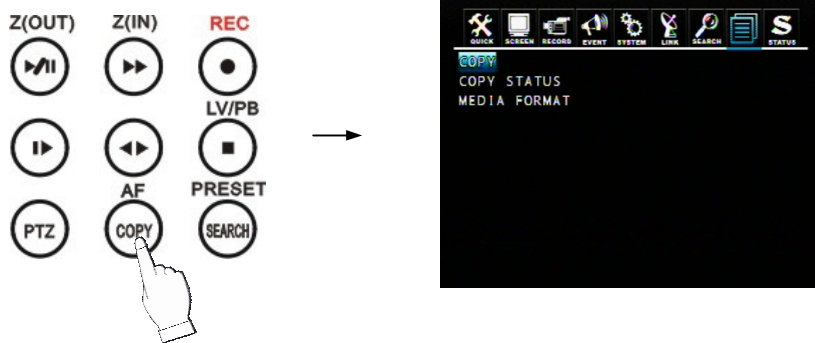 Z(OUT) Z(IN) REC
LV/PB
AF PRESET
PTZ COPY SEARCH
QUICK SCREEN RECORD EVENT SYSTEM LINK SEARCH S STATUS
COPY
COPY STATUS
MEDIA FORMAT